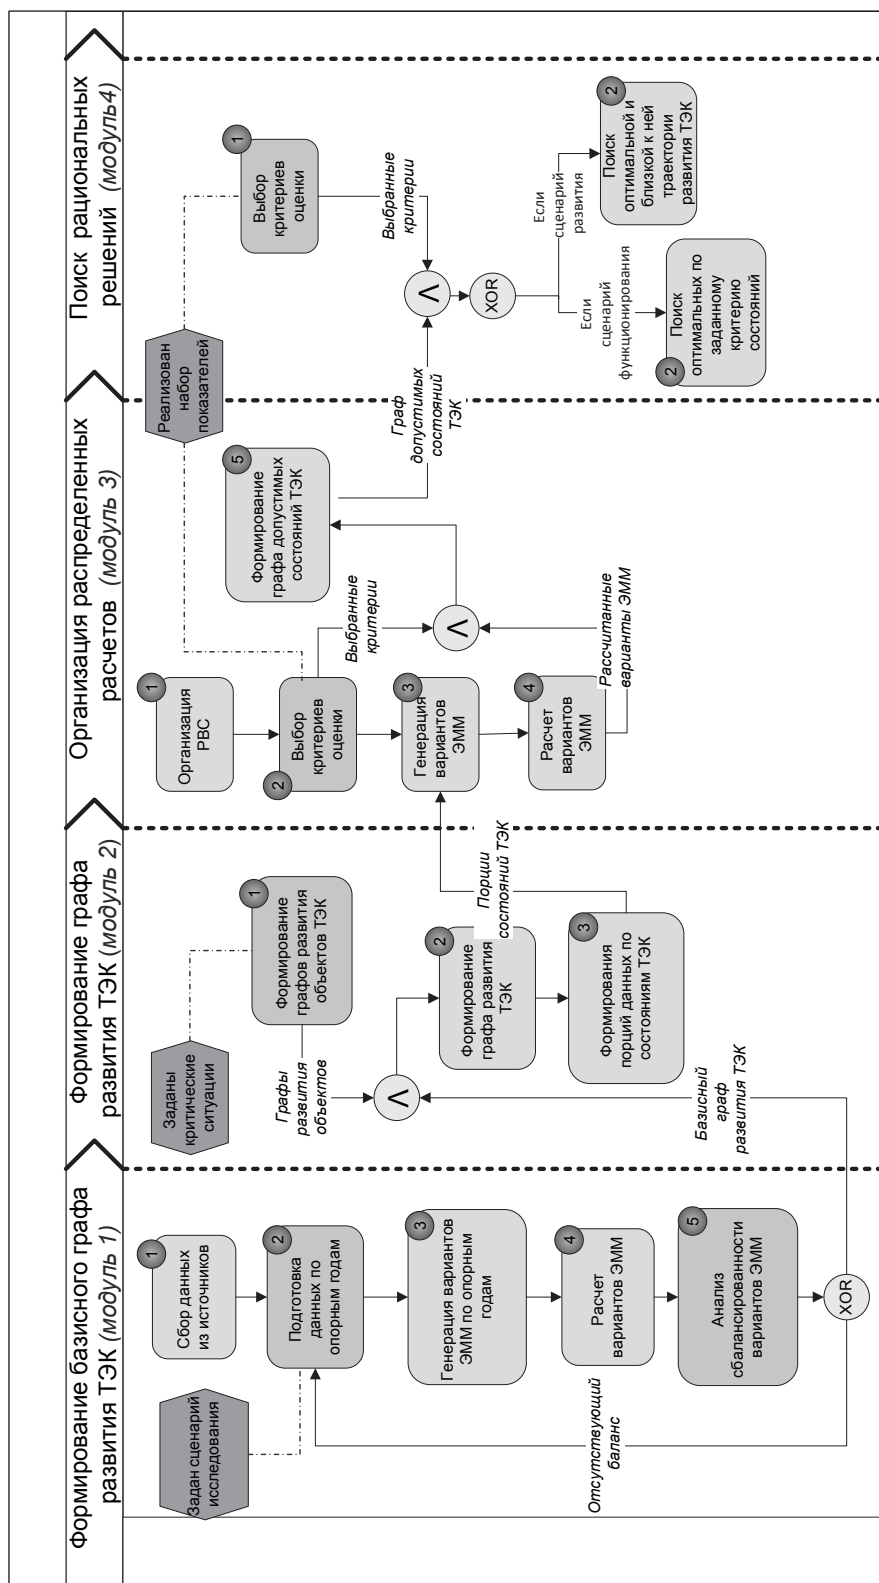 Формирование базисного графа
развития ТЭК (модуль 1)
Формирование графа
развития ТЭК (модуль 2)
Организация распределенных
расчетов (модуль 3)
Поиск рациональных
решений (модуль4)
Задан сценарий
исследования
1
Сбор данных
из источников
2
Подготовка
данных по
опорным годам
3
Генерация вариантов
ЭММ по опорным
годам
4
Расчет
вариантов ЭММ
5
Анализ
сбалансированности
вариантов ЭММ
XOR
Отсутствующий
баланс
Базисный
граф
развития ТЭК
Заданы
критические
ситуации
1
Формирование
графов развития
объектов ТЭК
Графы
развития
объектов
V
2
Формирование
графа развития
ТЭК
3
Формирования
порций данных по
состояниям ТЭК
Порции
состояний ТЭК
1
Организация
РВС
2
Выбор
критериев
оценки
3
Генерация
вариантов
ЭММ
4
Расчет
вариантов
ЭММ
Выбранные
критерии
Рассчитанные
варианты ЭММ
V
5
Формирование
графа допустимых
состояний ТЭК
Граф
допустимых
состояний
ТЭК
Реализован
набор
показателей
1
Выбор
критериев
оценки
Выбранные
критерии
V
XOR
Если
сценарий
функционирования
Если
сценарий
развития
2
Поиск
оптимальных по
заданному
критерию
состояний
2
Поиск
оптимальной и
близкой к ней
траектории
развития ТЭК